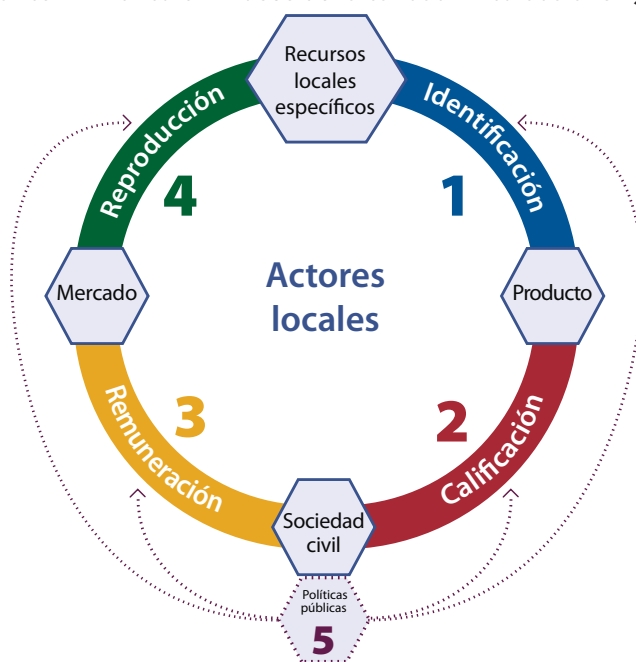 Recursos
locales
específicos
Identificación
1
Producto
2
Calificación
Sociedad
civil
3
Remuneración
Mercado
4
Reproducción
Actores
locales
Políticas
públicas
5